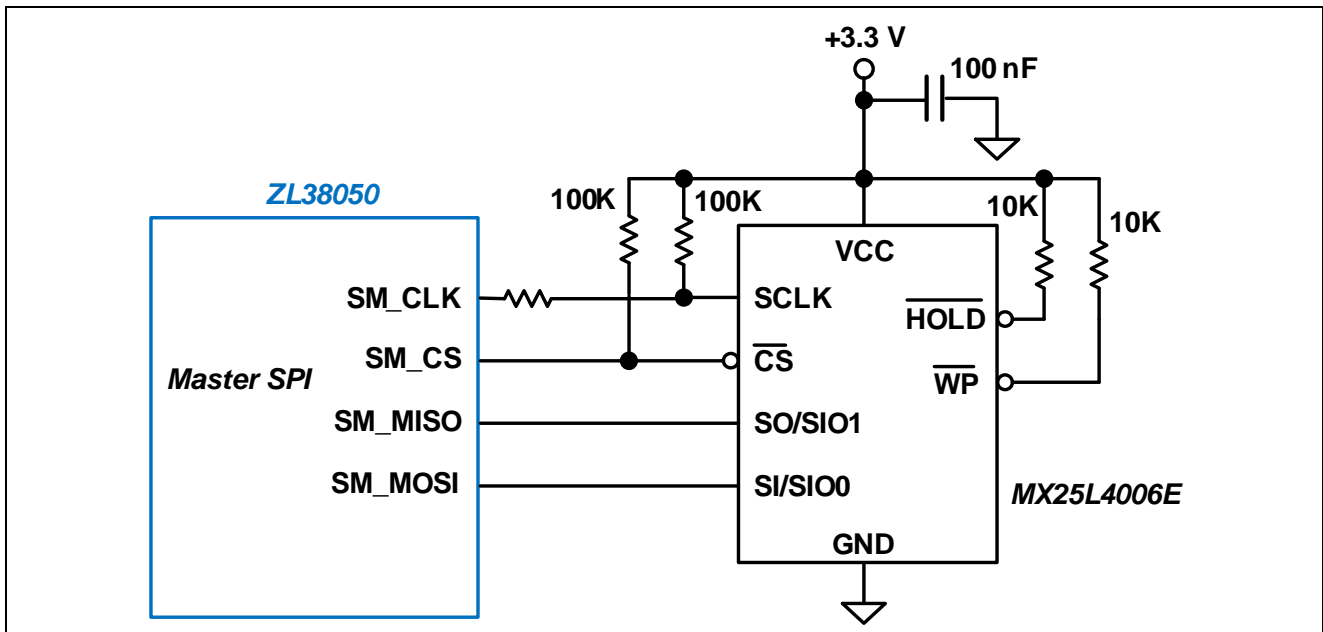 +3.3 V
100 nF
ZL38050
100K
100K
10K
10K
VCC
SM_CLK
SCLK
HOLD
SM_CS
CS
Master SPI
WP
SM_MISO
SO/SIO1
SM_MOSI
SI/SIO0
MX25L4006E
GND